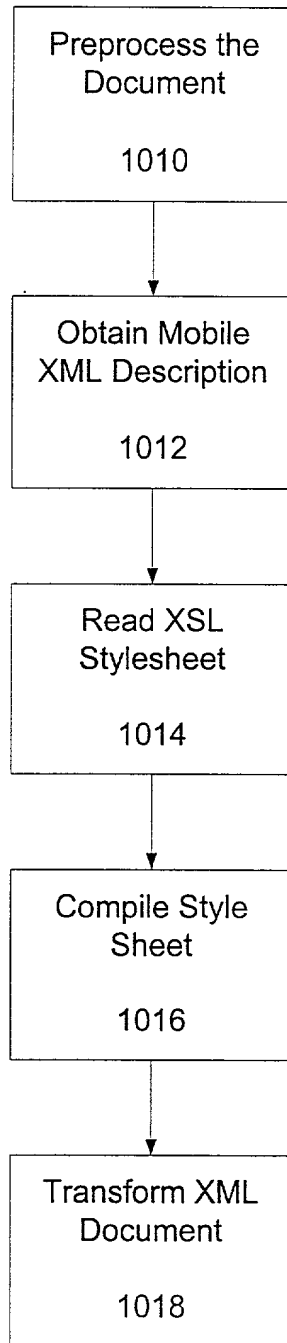 Preprocess the
Document
1010
Obtain Mobile
XML Description
1012
Read XSL
Stylesheet
1014
Compile Style
Sheet
1016
Transform XML
Document
1018